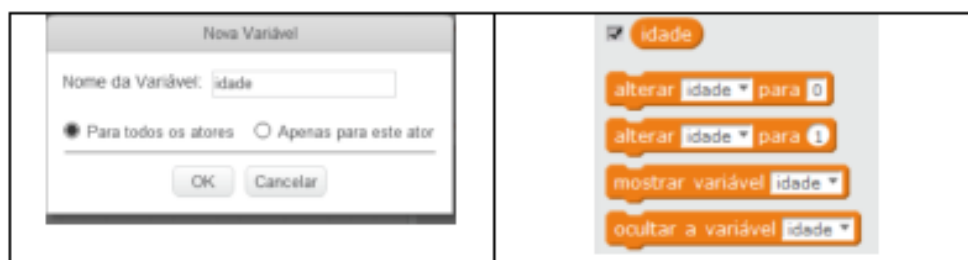 Nova Variável
Nome da Variável: idade
Para todos os atores Apenas para este ator
OK Cancelar
idade
alterar idade para 0
alterar idade para 1
mostrar variável idade
ocultar a variável idade